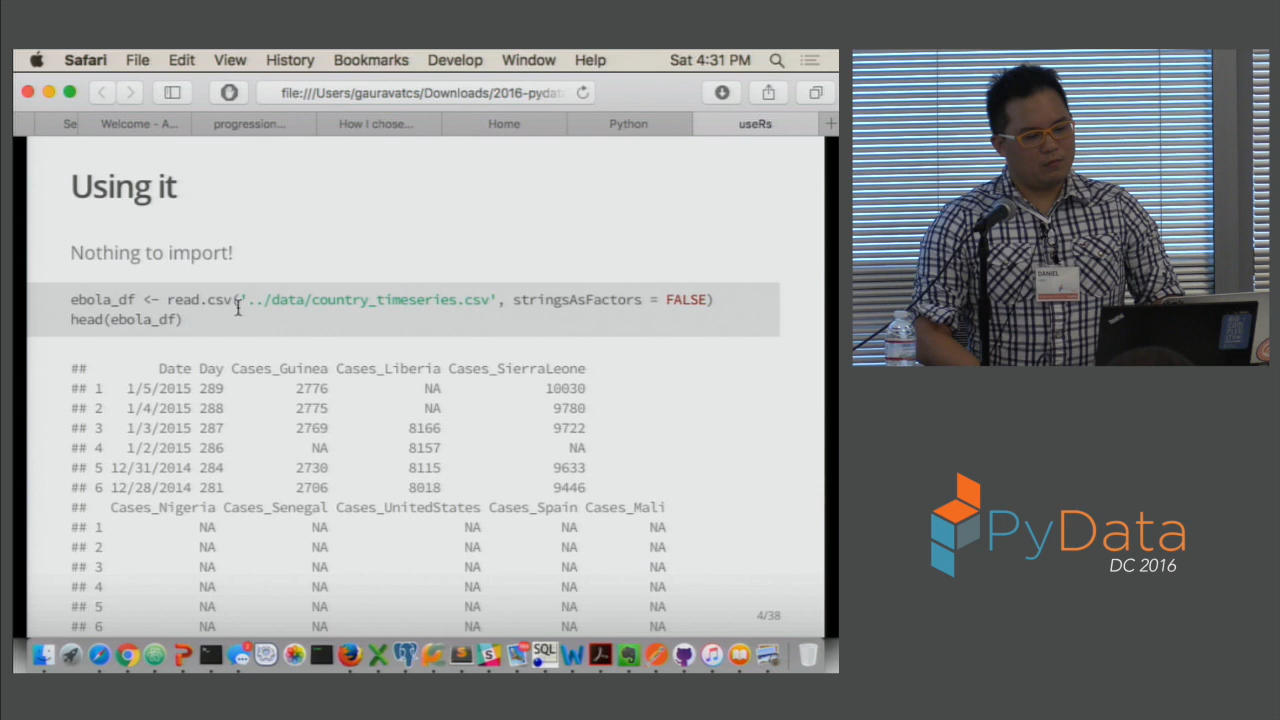 Safari File Edit View History Bookmarks Develop Window Help Sat 4:31 PM
file:///Users/gauravatcs/Downloads/2016-pydat
Se Welcome - A... progression... How I chose... Home Python useRs +
Using it
Nothing to import!
ebola_df <- read.csv('../data/country_timeseries.csv', stringsAsFactors = FALSE)
head(ebola_df)
## Date Day Cases_Guinea Cases_Liberia Cases_SierraLeone
## 1 1/5/2015 289 2776 NA 10030
## 2 1/4/2015 288 2775 NA 9780
## 3 1/3/2015 287 2769 8166 9722
## 4 1/2/2015 286 NA 8157 NA
## 5 12/31/2014 284 2730 8115 9633
## 6 12/28/2014 281 2706 8018 9446
## Cases_Nigeria Cases_Senegal Cases_UnitedStates Cases_Spain Cases_Mali
## 1 NA NA NA NA NA
## 2 NA NA NA NA NA
## 3 NA NA NA NA NA
## 4 NA NA NA NA NA
## 5 NA NA NA NA NA
## 6 NA NA NA NA NA
4/38
SQL
DANIEL
PyData
DC 2016